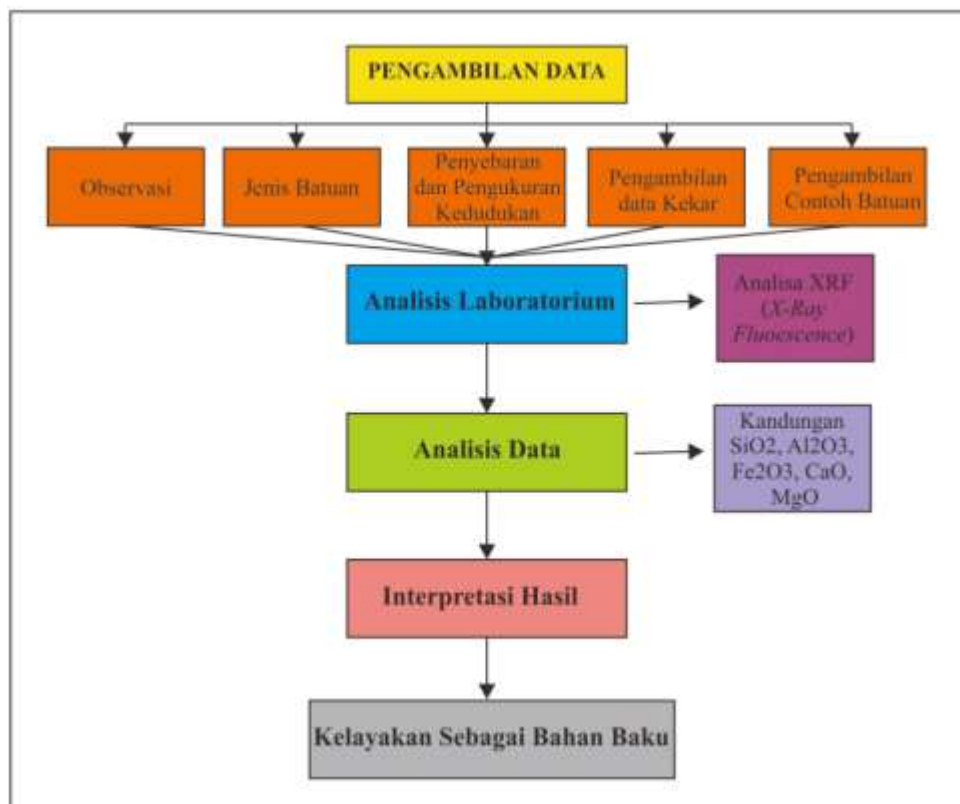 PENGAMBILAN DATA
Observasi
Jenis Batuan
Penyebaran
dan Pengukuran
Kedudukan
Pengambilan
data Kekar
Pengambilan
Contoh Batuan
Analisis Laboratorium
Analisa XRF
(X-Ray
Fluoescence)
Analisis Data
Kandungan
SiO2, Al2O3,
Fe2O3, CaO,
MgO
Interpretasi Hasil
Kelayakan Sebagai Bahan Baku